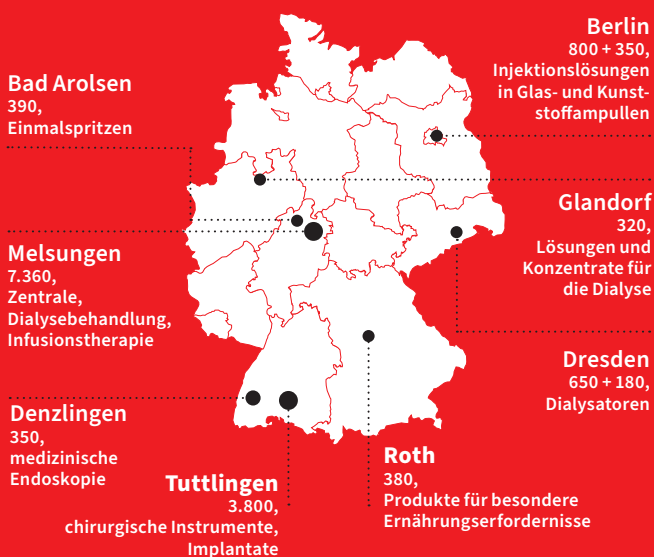 Bad Arolsen
390,
Einmalspritzen
Melsungen
7.360,
Zentrale,
Dialysebehandlung,
Infusionstherapie
Denzlingen
350,
medizinische
Endoskopie
Tuttlingen
3.800,
chirurgische Instrumente,
Implantate
Roth
380,
Produkte für besondere
Ernährungserfordernisse
Berlin
800 + 350,
Injektionslösungen
in Glas- und Kunst-
stoffampullen
Glandorf
320,
Lösungen und
Konzentrate für
die Dialyse
Dresden
650 + 180,
Dialysatoren